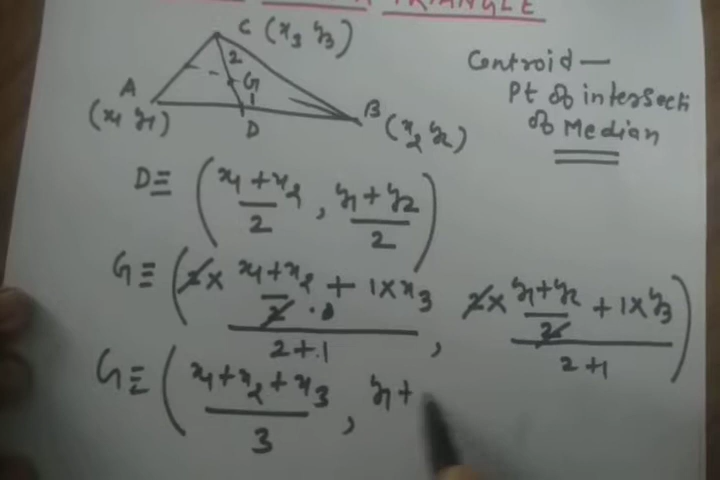 TRIANGLE
C (x₃ y₃)
2
G
A
1
(x₁ y₁)
D
B (x₂ y₂)
Centroid —
Pt of intersecti
of Median
D≡ (x₁ + x₂ / 2 , y₁ + y₂ / 2)
G≡ (2 x x₁+x₂ / 2 + 1 x x₃ / 2+1 , 2 x y₁+y₂ / 2 + 1 x y₃ / 2+1)
G≡ (x₁+x₂+x₃ / 3 , y₁+